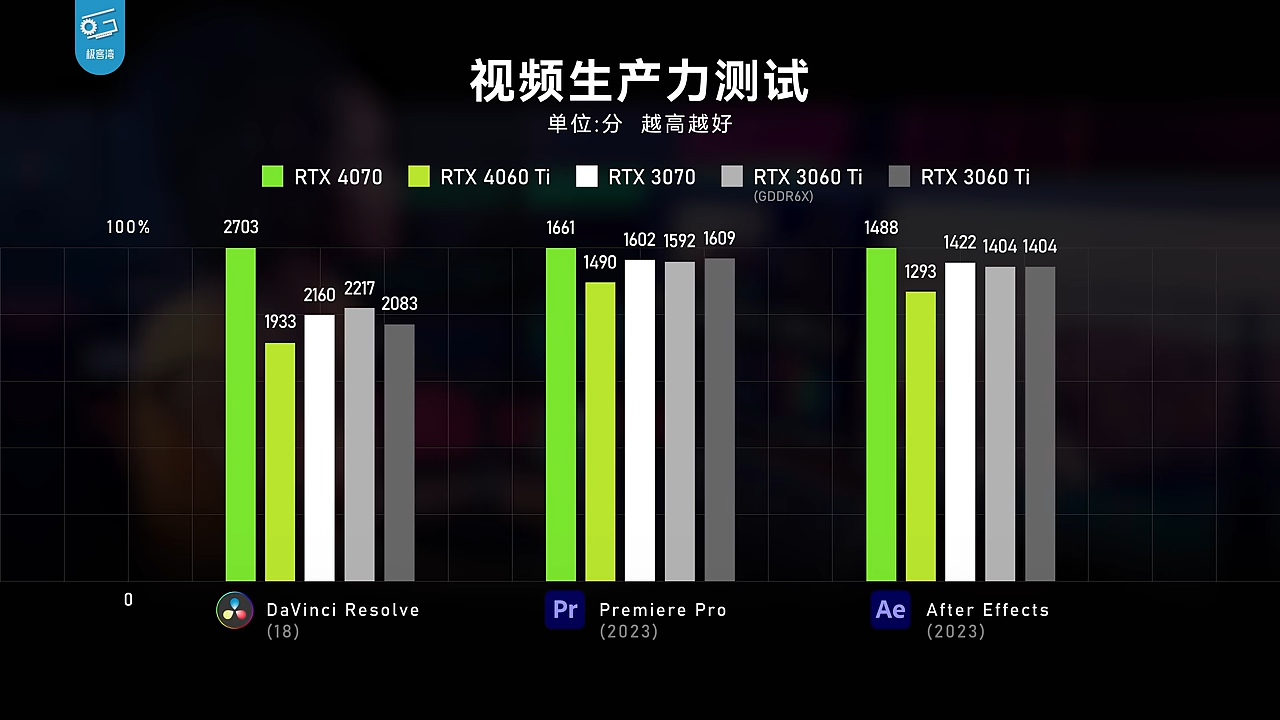 极客湾
视频生产力测试
单位:分 越高越好
RTX 4070 RTX 4060 Ti RTX 3070 RTX 3060 Ti RTX 3060 Ti
(GDDR6X)
100% 2703 1661 1488
1602 1592 1609
1422 1404 1404
1490
1293
2160 2217 2083
1933
0
DaVinci Resolve Pr Premiere Pro Ae After Effects
(18) (2023) (2023)